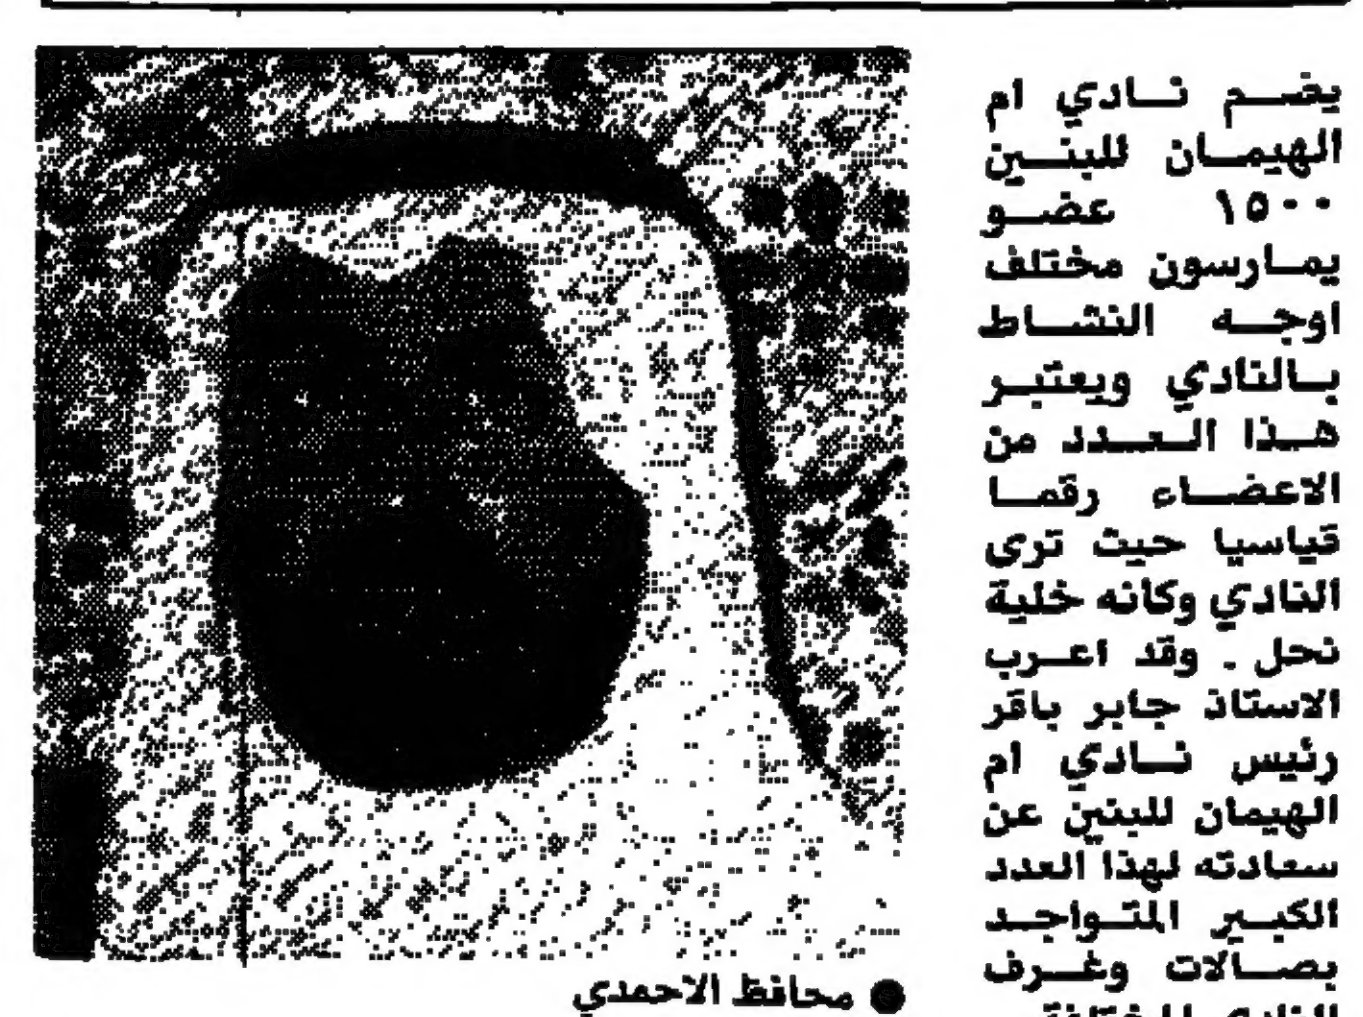 يضم نادي ام
الهيمان للبنين
١٥٠٠ عضو
يمارسون مختلف
اوجه النشاط
بالنادي ويعتبر
هذا العدد من
الاعضاء رقما
قياسيا حيث ترى
النادي وكانه خلية
نحل . وقد اعرب
الاستاذ جابر باقر
رئيس نادي ام
الهيمان للبنين عن
سعادته لهذا العدد
الكبير المتواجد
بصالات وغرف
● محافظ الاحمدي